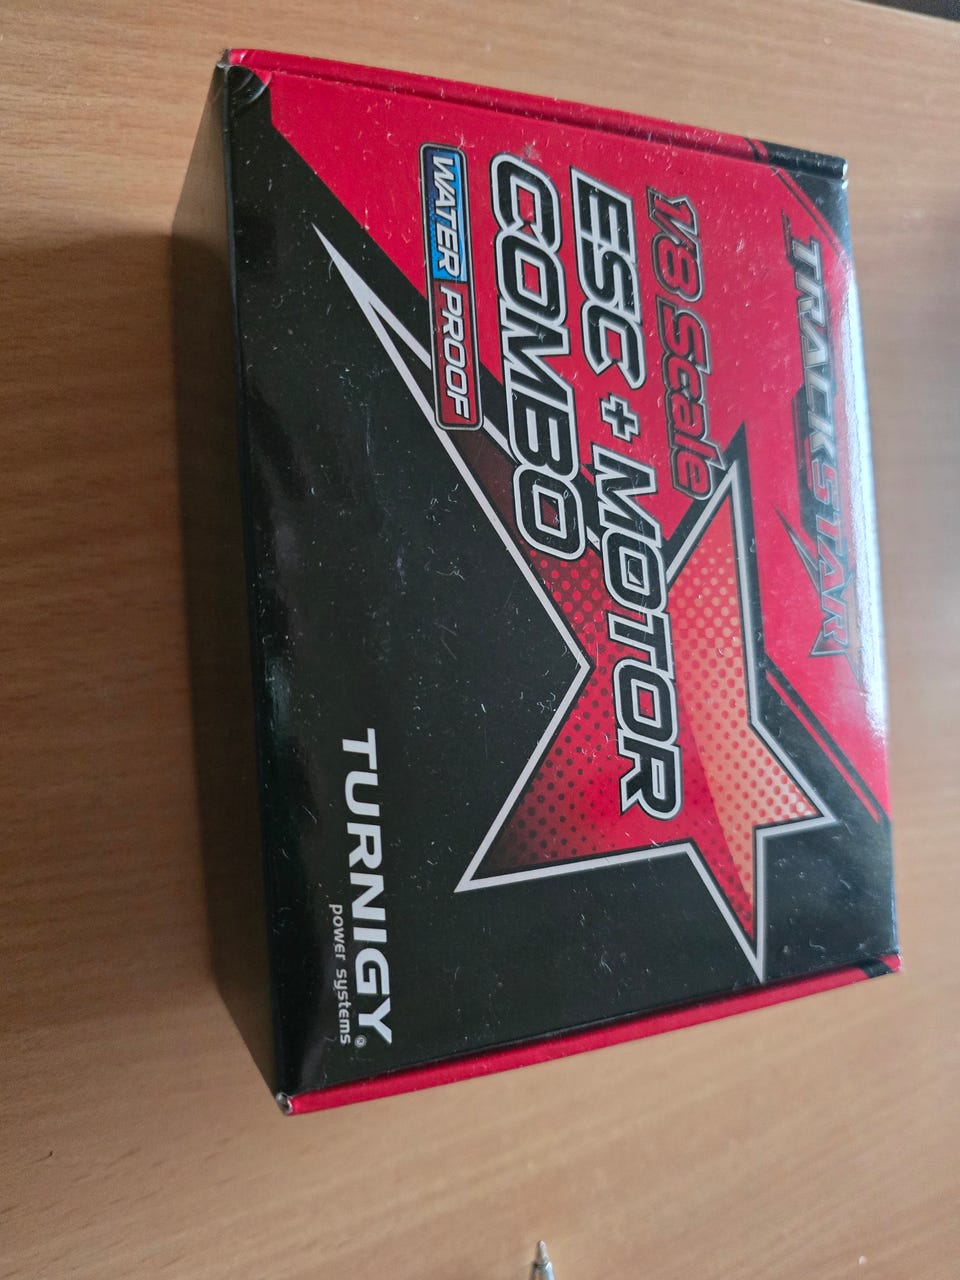 TRACKSTAR
1/8 Scale
ESC + MOTOR
COMBO
WATER PROOF
TURNIGY®
power systems